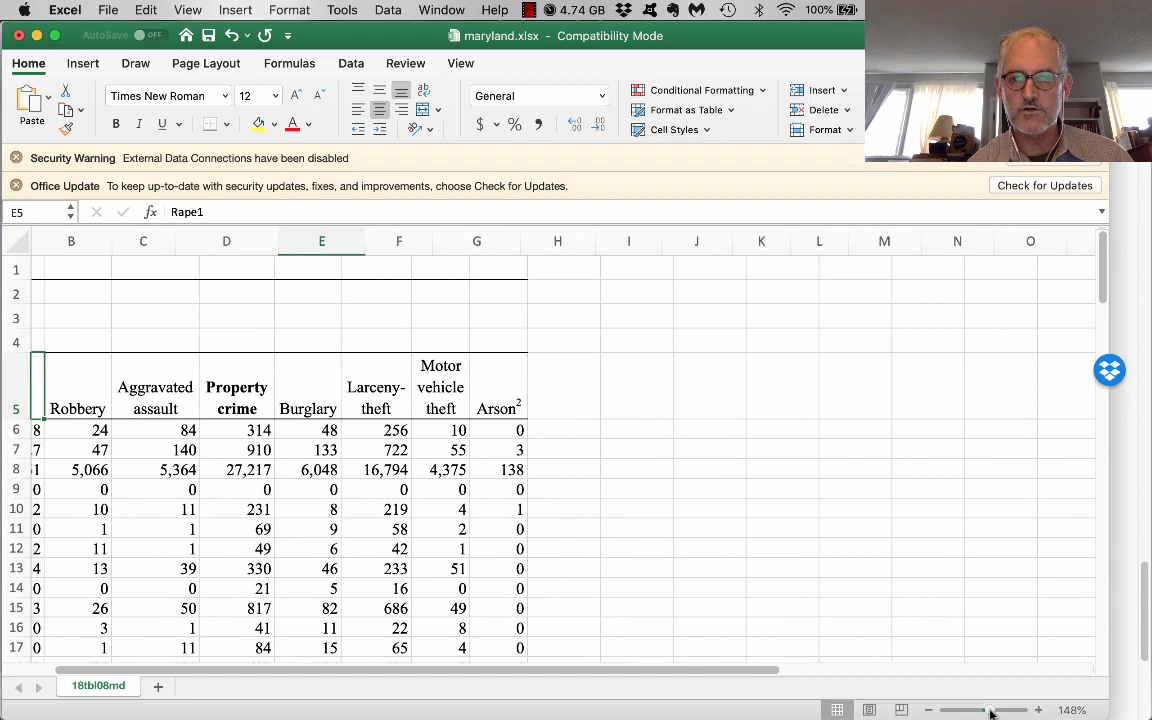 Excel File Edit View Insert Format Tools Data Window Help 4.74 GB 100%
AutoSave OFF maryland.xlsx - Compatibility Mode
Home Insert Draw Page Layout Formulas Data Review View
Paste Times New Roman 12 A^ A General Conditional Formatting Insert
Format as Table Delete
B I U A $ % , Cell Styles Format
Security Warning External Data Connections have been disabled
Office Update To keep up-to-date with security updates, fixes, and improvements, choose Check for Updates. Check for Updates
E5 fx Rape1
B C D E F G H I J K L M N O
1
2
3
4
5 Robbery Aggravated assault Property crime Burglary Larceny-theft Motor vehicle theft Arson2
6 8 24 84 314 48 256 10 0
7 7 47 140 910 133 722 55 3
8 1 5,066 5,364 27,217 6,048 16,794 4,375 138
9 0 0 0 0 0 0 0 0
10 2 10 11 231 8 219 4 1
11 0 1 1 69 9 58 2 0
12 2 11 1 49 6 42 1 0
13 4 13 39 330 46 233 51 0
14 0 0 0 21 5 16 0 0
15 3 26 50 817 82 686 49 0
16 0 3 1 41 11 22 8 0
17 0 1 11 84 15 65 4 0
18tbl08md
148%